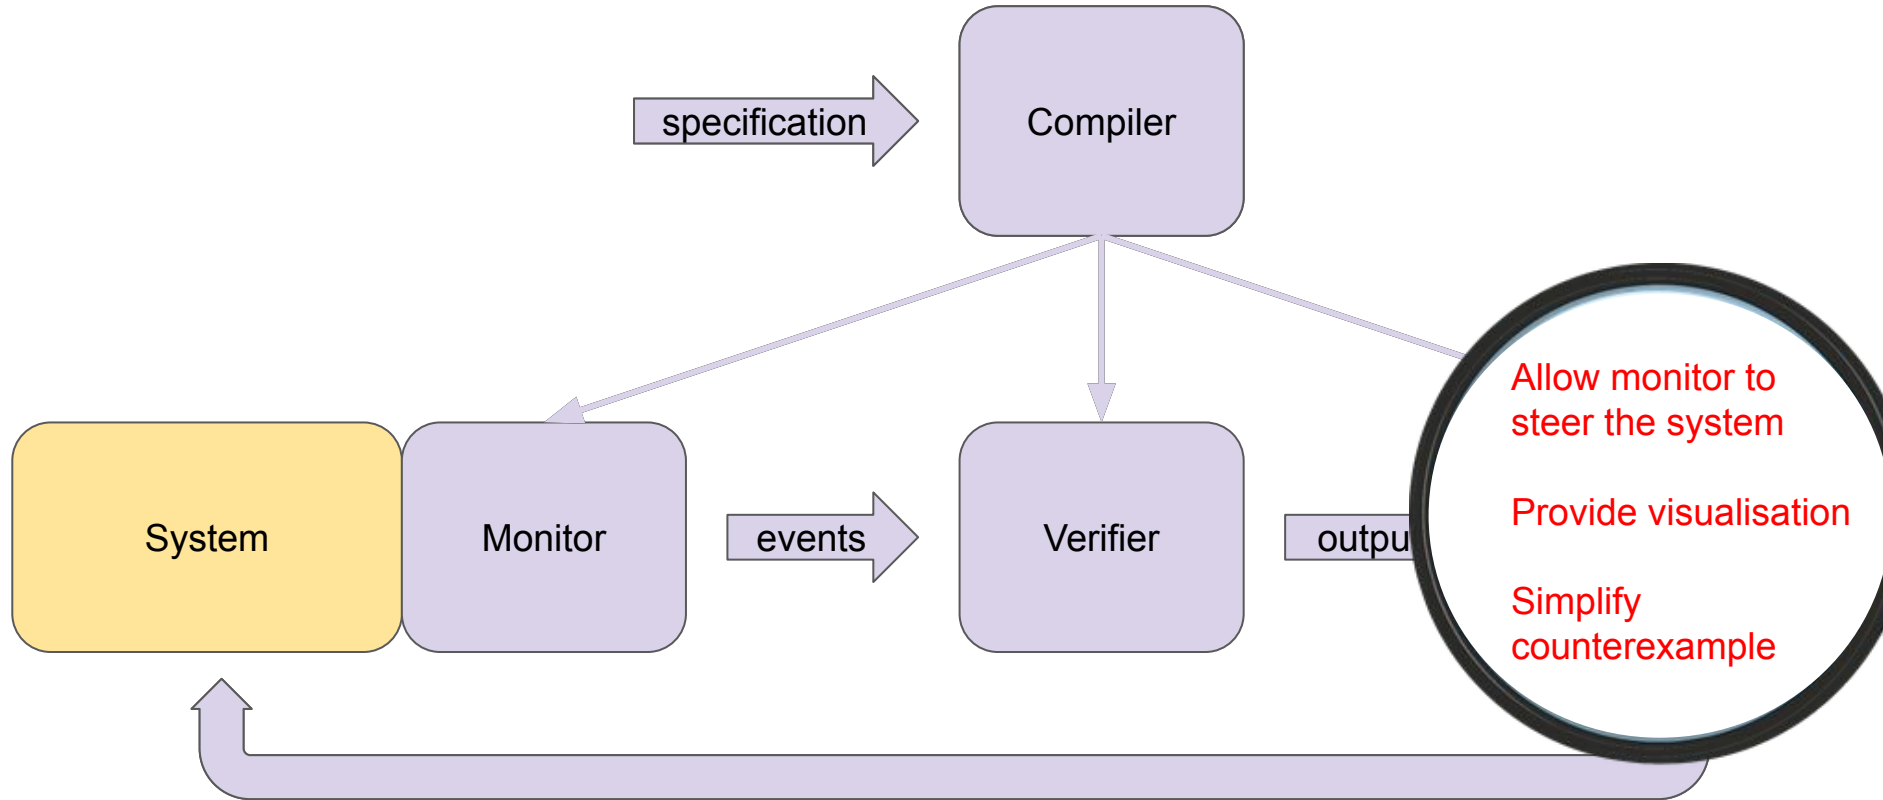 specification
Compiler
System
Monitor
events
Verifier
outpu
Allow monitor to
steer the system
Provide visualisation
Simplify
counterexample